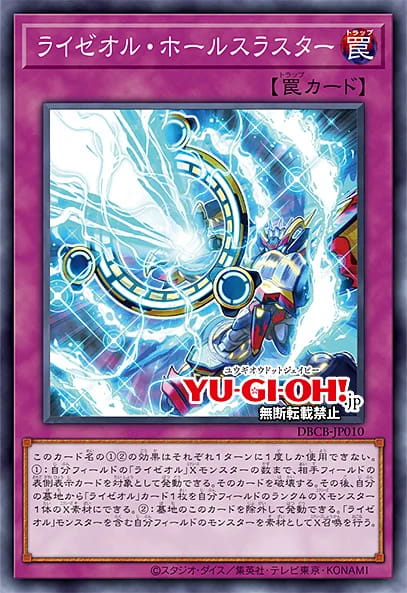 ライゼオル・ホールスラスター
トラップ
罠
トラップ
【罠カード】
ユウギオウドットジェイピー
YU-GI-OH!.jp
無断転載禁止
DBCB-JP010
このカード名の①②の効果はそれぞれ1ターンに1度しか使用できない。
①:自分フィールドの「ライゼオル」Xモンスターの数まで、相手フィールドの
表側表示カードを対象として発動できる。そのカードを破壊する。その後、自分
の墓地から「ライゼオル」カード1枚を自分フィールドのランク4のXモンスター
1体のX素材にできる。②:墓地のこのカードを除外して発動できる。「ライゼ
オル」モンスターを含む自分フィールドのモンスターを素材としてX召喚を行う。
©スタジオ・ダイス/集英社・テレビ東京・KONAMI